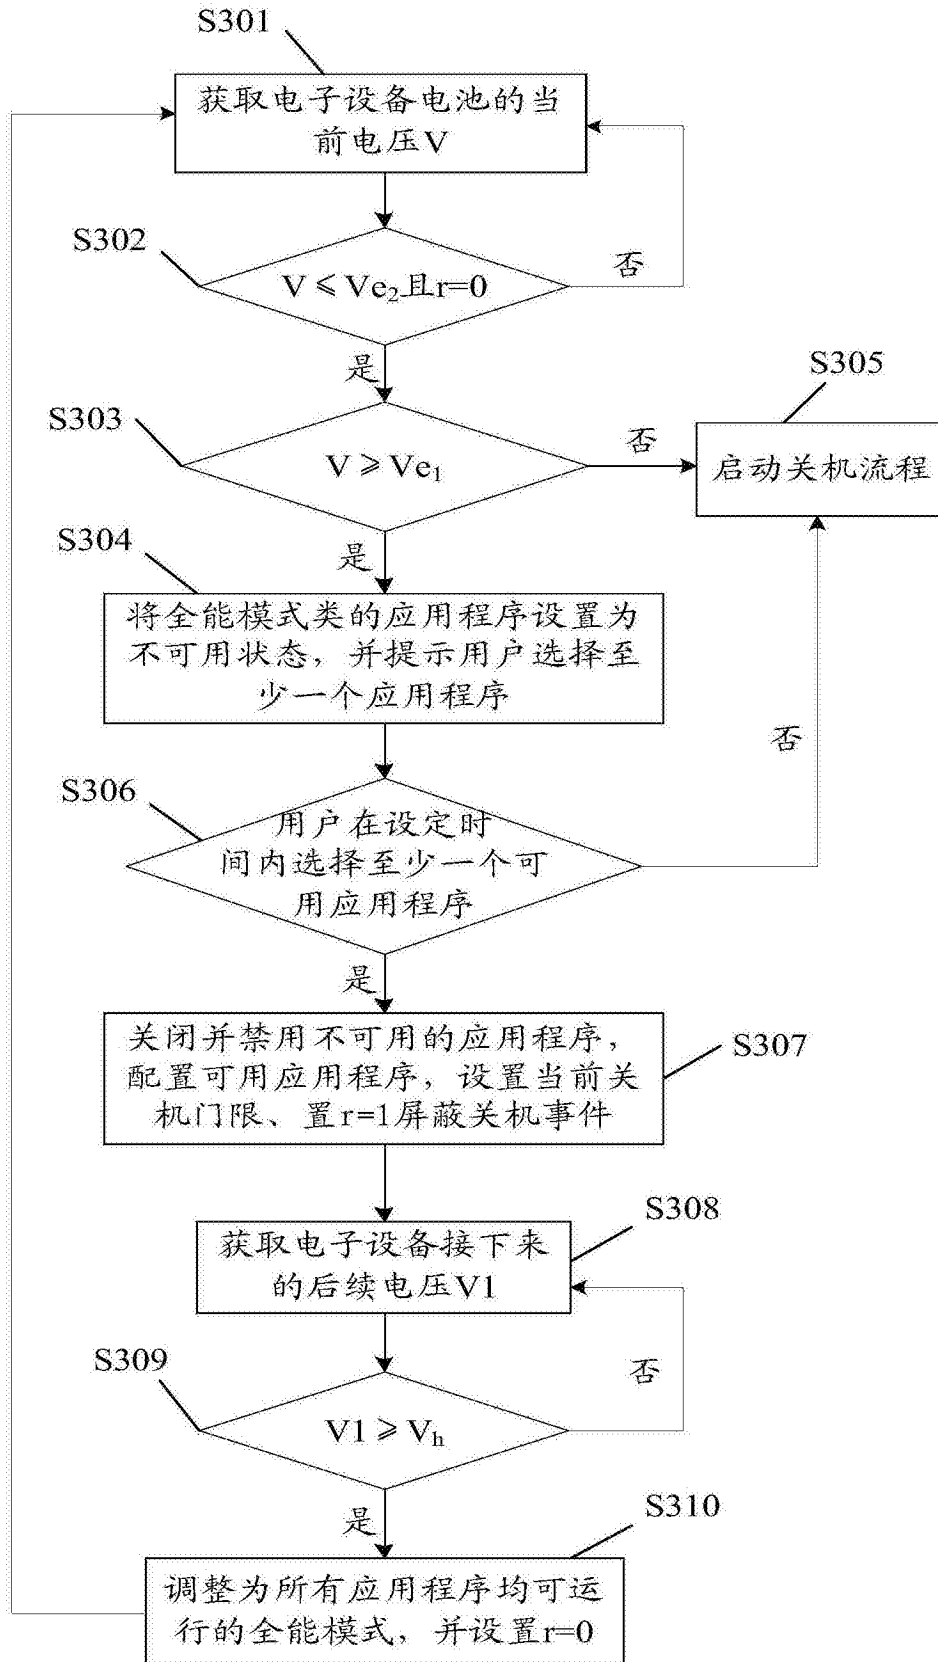 S301
获取电子设备电池的当
前电压V
S302
V≤Ve₂且r=0
否
是
S303
V≥Ve₁
否
S305
启动关机流程
是
S304
将全能模式类的应用程序设置为
不可用状态，并提示用户选择至
少一个应用程序
否
S306
用户在设定时
间内选择至少一个可
用应用程序
是
S307
关闭并禁用不可用的应用程序，
配置可用应用程序，设置当前关
机门限、置r=1屏蔽关机事件
S308
获取电子设备接下来
的后续电压V1
S309
否
V1≥Vₕ
是
S310
调整为所有应用程序均可运
行的全能模式，并设置r=0